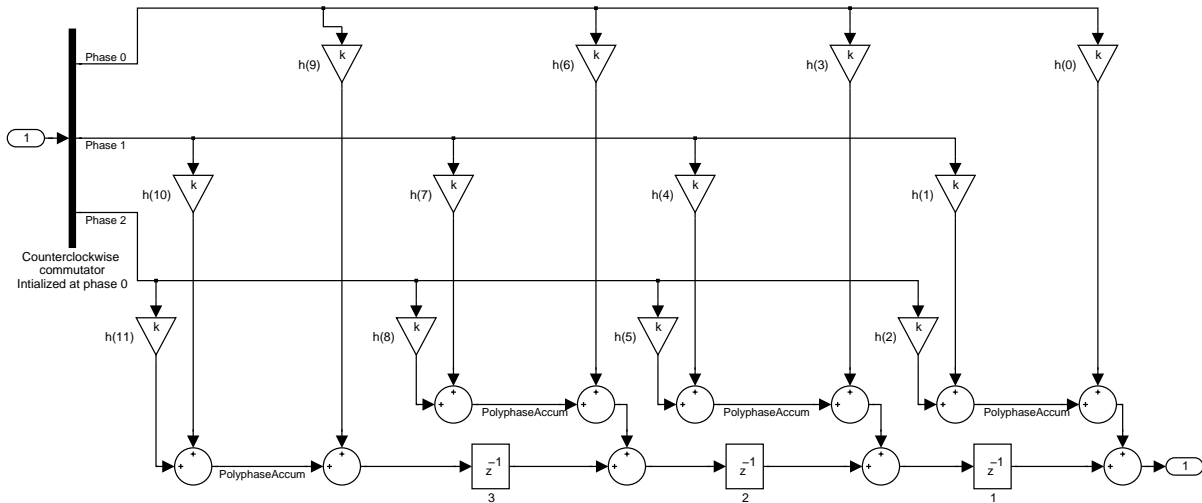 Phase 0
k
k
k
k
h(9)
h(6)
h(3)
h(0)
1
Phase 1
k
k
k
k
h(10)
h(7)
h(4)
h(1)
Phase 2
Counterclockwise
commutator
Intialized at phase 0
k
k
k
k
h(11)
h(8)
h(5)
h(2)
+
+
+
+
+
+
+
+
+
+
+
+
PolyphaseAccum
PolyphaseAccum
PolyphaseAccum
+
+
+
+
+
+
+
+
+
+
PolyphaseAccum
z⁻¹
z⁻¹
z⁻¹
1
3
2
1